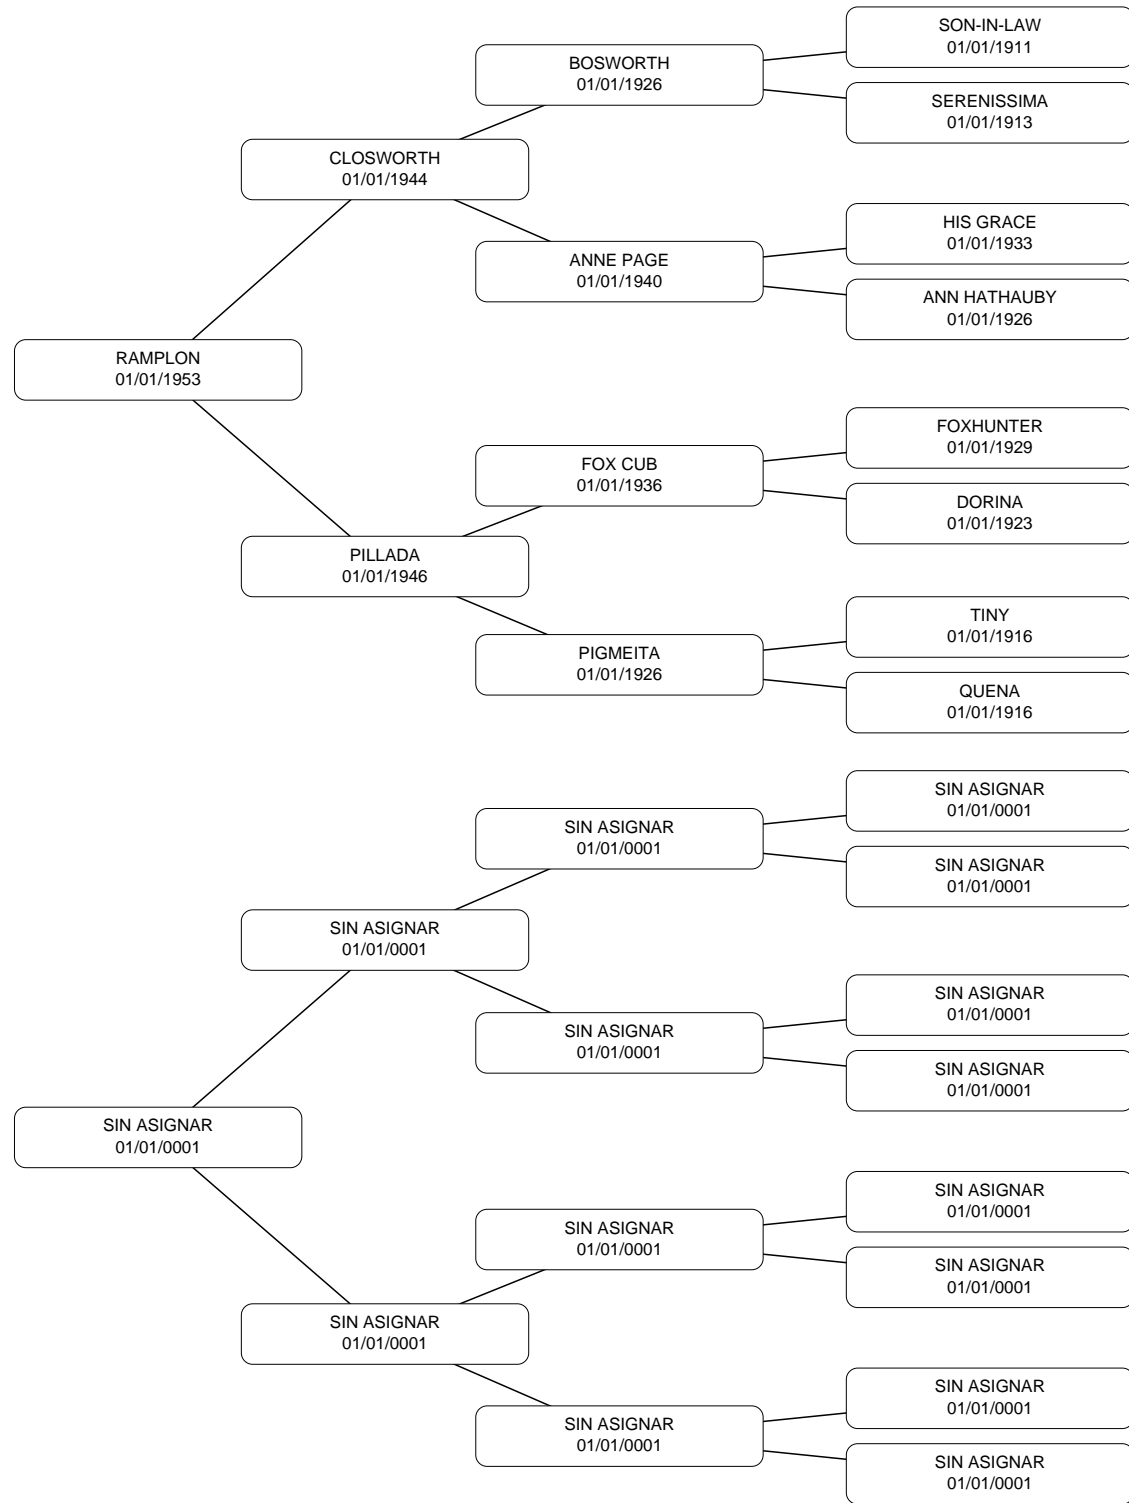 SON-IN-LAW
01/01/1911
BOSWORTH
01/01/1926
SERENISSIMA
01/01/1913
CLOSWORTH
01/01/1944
HIS GRACE
01/01/1933
ANNE PAGE
01/01/1940
ANN HATHAUBY
01/01/1926
RAMPLON
01/01/1953
FOXHUNTER
01/01/1929
FOX CUB
01/01/1936
DORINA
01/01/1923
PILLADA
01/01/1946
TINY
01/01/1916
PIGMEITA
01/01/1926
QUENA
01/01/1916
SIN ASIGNAR
01/01/0001
SIN ASIGNAR
01/01/0001
SIN ASIGNAR
01/01/0001
SIN ASIGNAR
01/01/0001
SIN ASIGNAR
01/01/0001
SIN ASIGNAR
01/01/0001
SIN ASIGNAR
01/01/0001
SIN ASIGNAR
01/01/0001
SIN ASIGNAR
01/01/0001
SIN ASIGNAR
01/01/0001
SIN ASIGNAR
01/01/0001
SIN ASIGNAR
01/01/0001
SIN ASIGNAR
01/01/0001
SIN ASIGNAR
01/01/0001
SIN ASIGNAR
01/01/0001